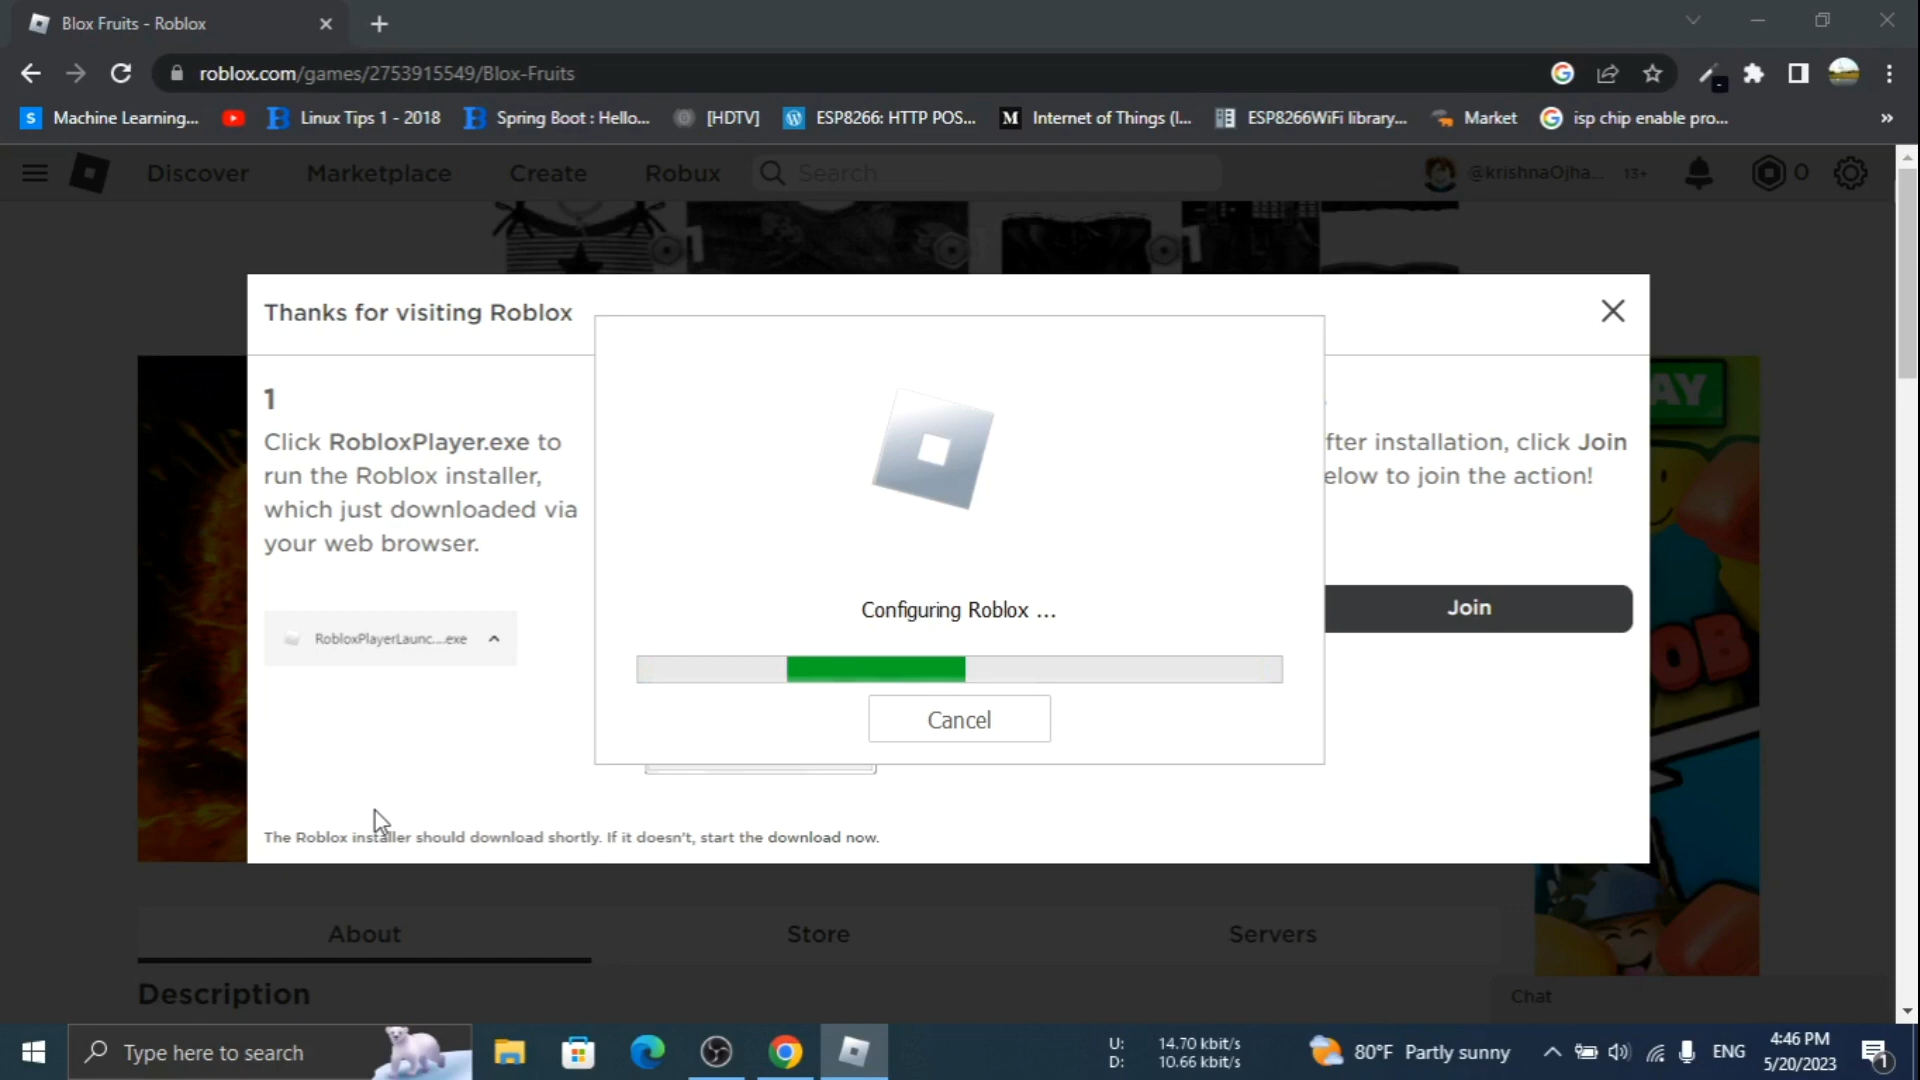 Blox Fruits - Roblox
roblox.com/games/2753915549/Blox-Fruits
S Machine Learning... Linux Tips 1 - 2018 Spring Boot : Hello... [HDTV] ESP8266: HTTP POS... M Internet of Things (I... ESP8266WiFi library... Market isp chip enable pro... »
Discover Marketplace Create Robux Search @krishnaOjha... 13+ 0
Thanks for visiting Roblox
1
Click RobloxPlayer.exe to
run the Roblox installer,
which just downloaded via
your web browser.
RobloxPlayerLaunc....exe
Configuring Roblox ...
Cancel
fter installation, click Join
elow to join the action!
Join
AY
OB
The Roblox installer should download shortly. If it doesn't, start the download now.
About Store Servers
Description
Chat
Type here to search
U: 14.70 kbit/s
D: 10.66 kbit/s
80°F Partly sunny
ENG
4:46 PM
5/20/2023
1